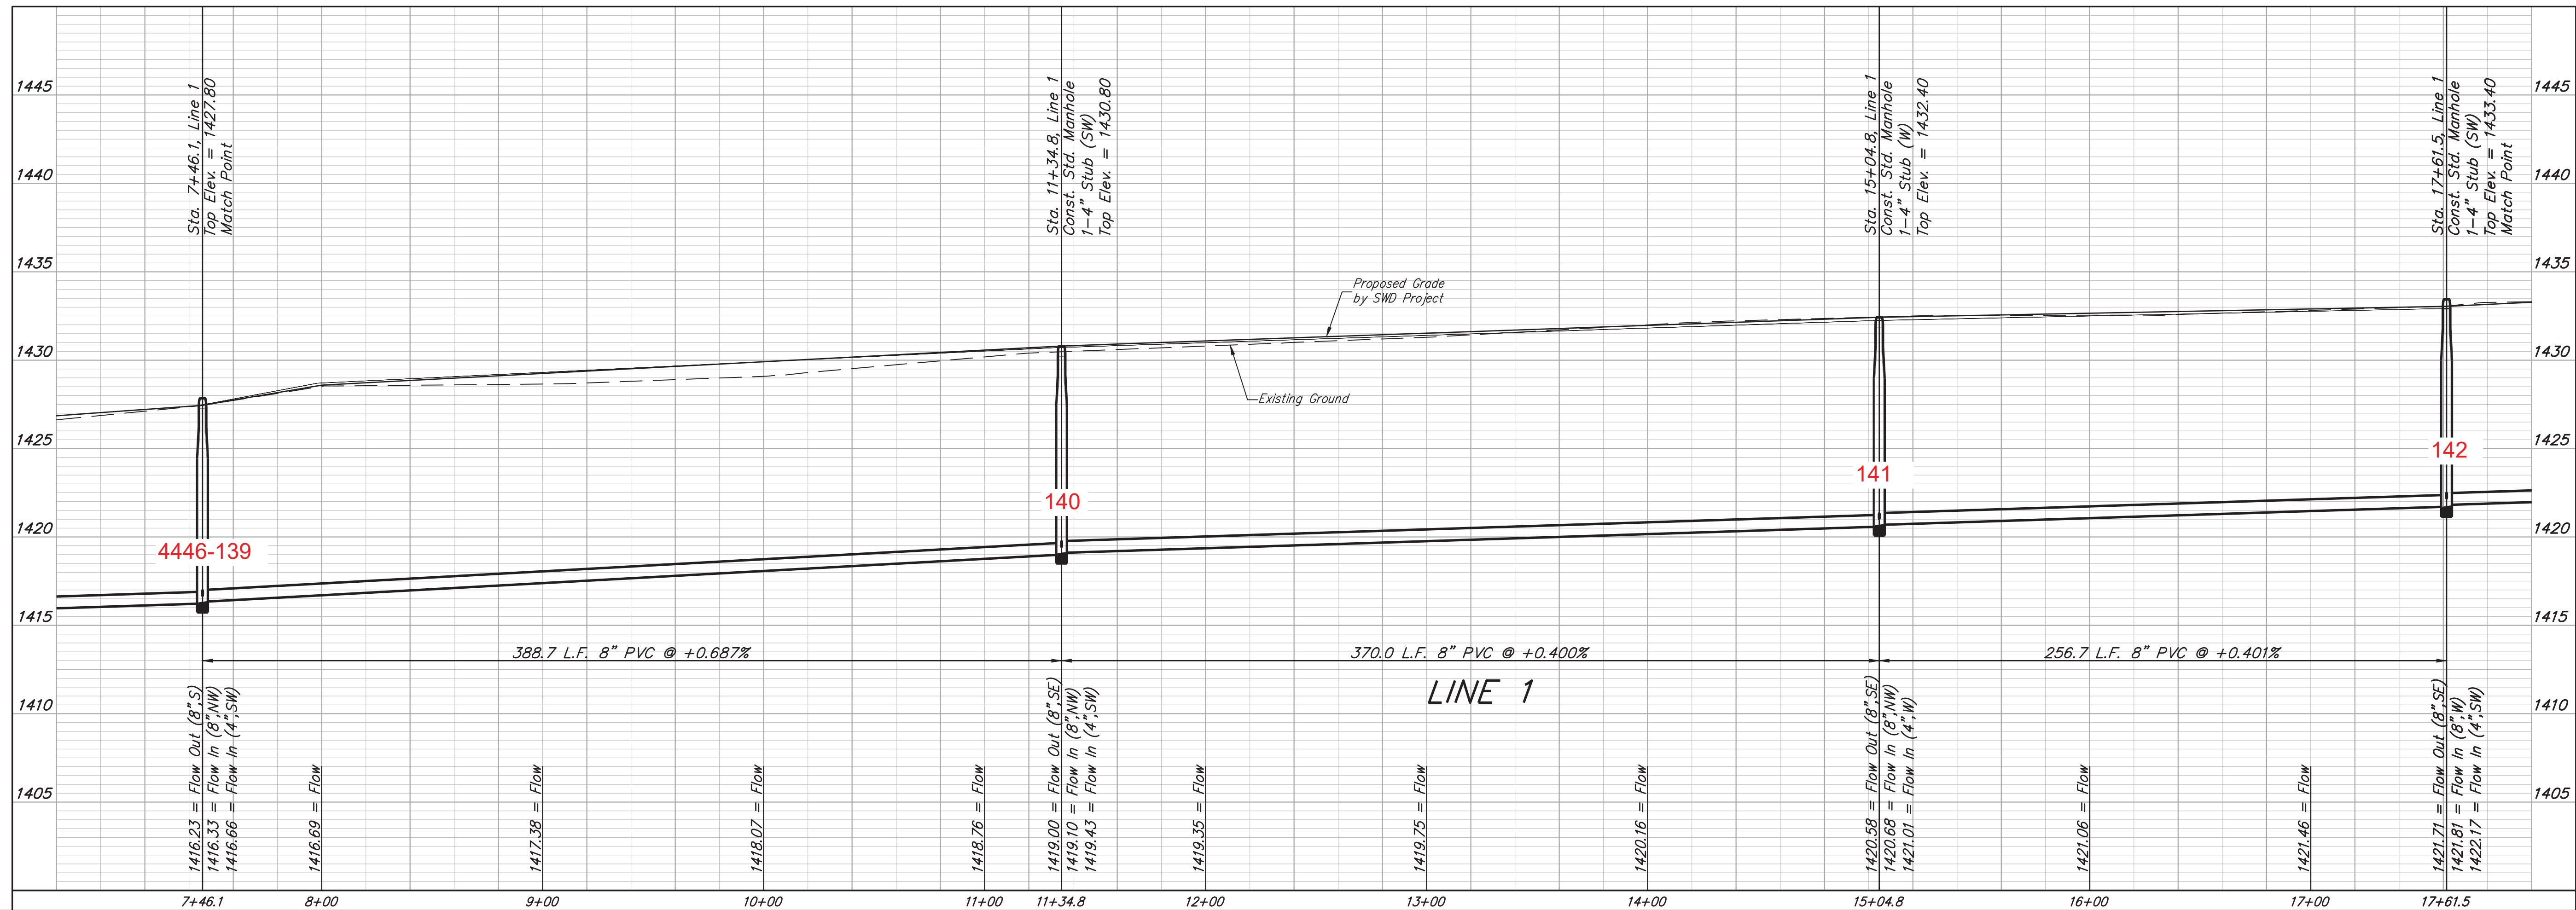 1445
1440
1435
1430
1425
1420
1415
1410
1405
Sta. 7+46.1, Line 1
Top Elev. = 1427.80
Match Point
Sta. 11+34.8, Line 1
Const. Std. Manhole
1-4" Stub (SW)
Top Elev. = 1430.80
Sta. 15+04.8, Line 1
Const. Std. Manhole
1-4" Stub (W)
Top Elev. = 1432.40
Sta. 17+61.5, Line 1
Const. Std. Manhole
1-4" Stub (SW)
Top Elev. = 1433.40
Match Point
1445
1440
1435
1430
1425
1420
1415
1410
1405
Proposed Grade
by SWD Project
Existing Ground
4446-139
140
141
142
388.7 L.F. 8" PVC @ +0.687%
370.0 L.F. 8" PVC @ +0.400%
256.7 L.F. 8" PVC @ +0.401%
LINE 1
1416.23 = Flow Out (8",S)
1416.33 = Flow In (8",NW)
1416.66 = Flow In (4",SW)
1416.69 = Flow
1417.38 = Flow
1418.07 = Flow
1418.76 = Flow
1419.00 = Flow Out (8",SE)
1419.10 = Flow In (8",NW)
1419.43 = Flow In (4",SW)
1419.35 = Flow
1419.75 = Flow
1420.16 = Flow
1420.58 = Flow Out (8",SE)
1420.68 = Flow In (8",NW)
1421.01 = Flow In (4",W)
1421.06 = Flow
1421.46 = Flow
1421.71 = Flow Out (8",SE)
1421.81 = Flow In (8",W)
1422.17 = Flow In (4",SW)
7+46.1
8+00
9+00
10+00
11+00
11+34.8
12+00
13+00
14+00
15+04.8
16+00
17+00
17+61.5